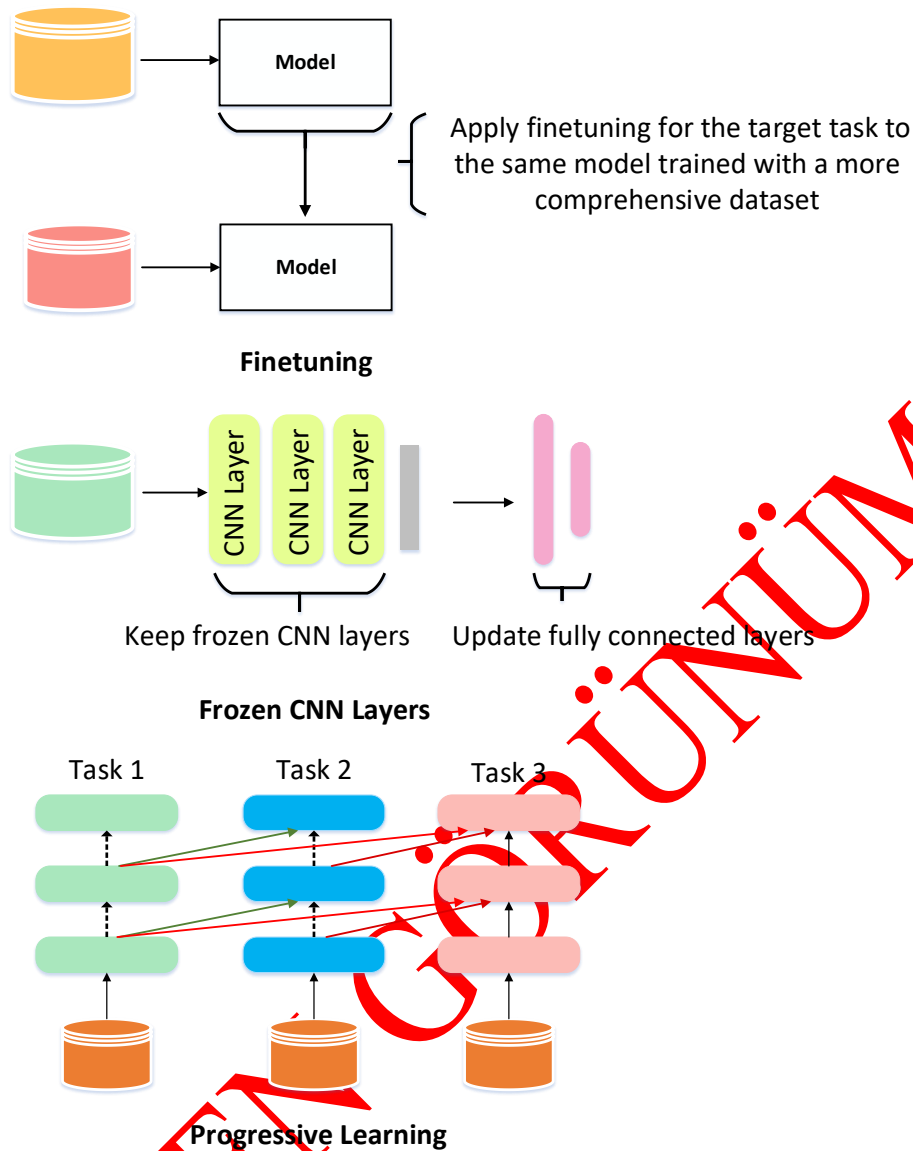 Model
Apply finetuning for the target task to
the same model trained with a more
comprehensive dataset
Model
Finetuning
CNN Layer
CNN Layer
CNN Layer
Keep frozen CNN layers
Update fully connected layers
Frozen CNN Layers
Task 1
Task 2
Task 3
Progressive Learning